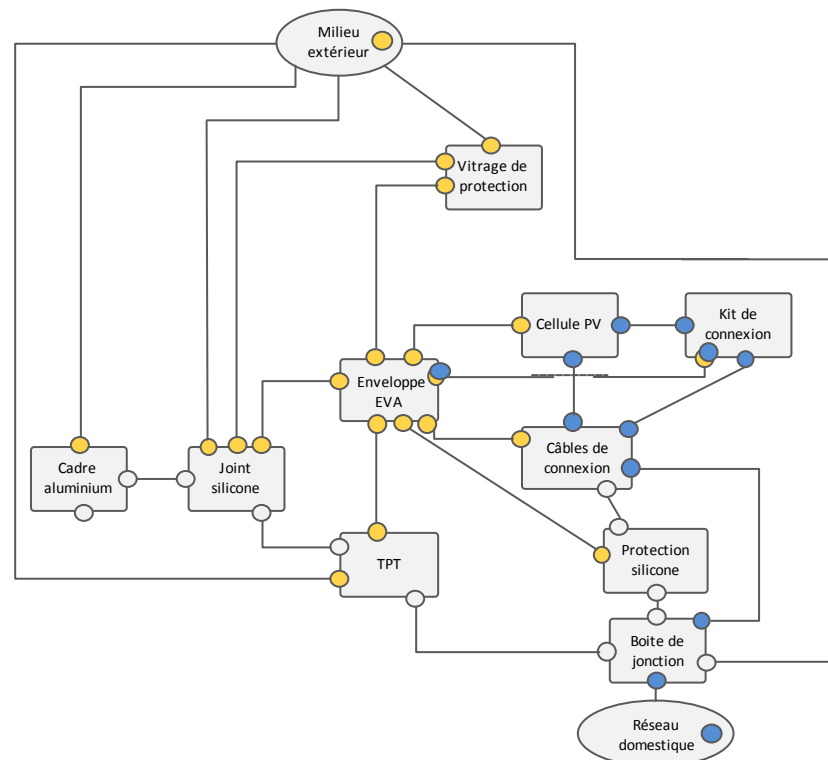 Milieu
extérieur
Vitrage de
protection
Cellule PV
Kit de
connexion
Enveloppe
EVA
Cadre
aluminium
Joint
silicone
Câbles de
connexion
TPT
Protection
silicone
Boite de
jonction
Réseau
domestique